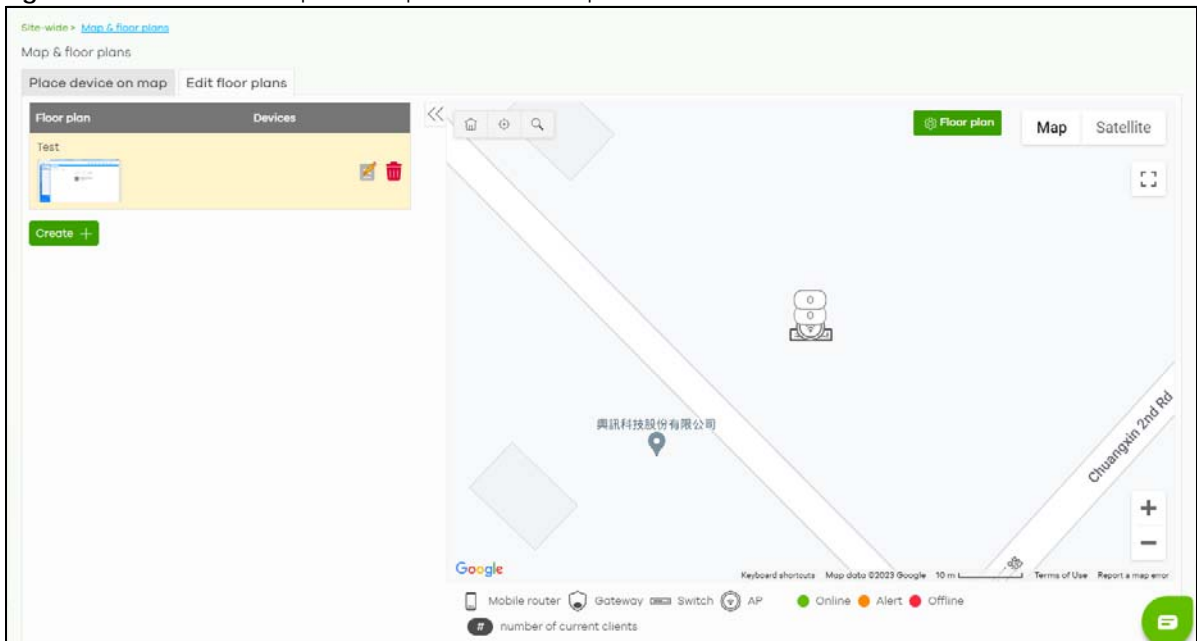 Site-wide > Map & floor plans
Map & floor plans
Place device on map Edit floor plans
Floor plan Devices
Test
Create +
Floor plan
Map Satellite
0
0
興訊科技股份有限公司
Chuangxin 2nd Rd
Google
Keyboard shortcuts Map data ©2023 Google 10 m Terms of Use Report a map error
Mobile router Gateway Switch AP Online Alert Offline
# number of current clients